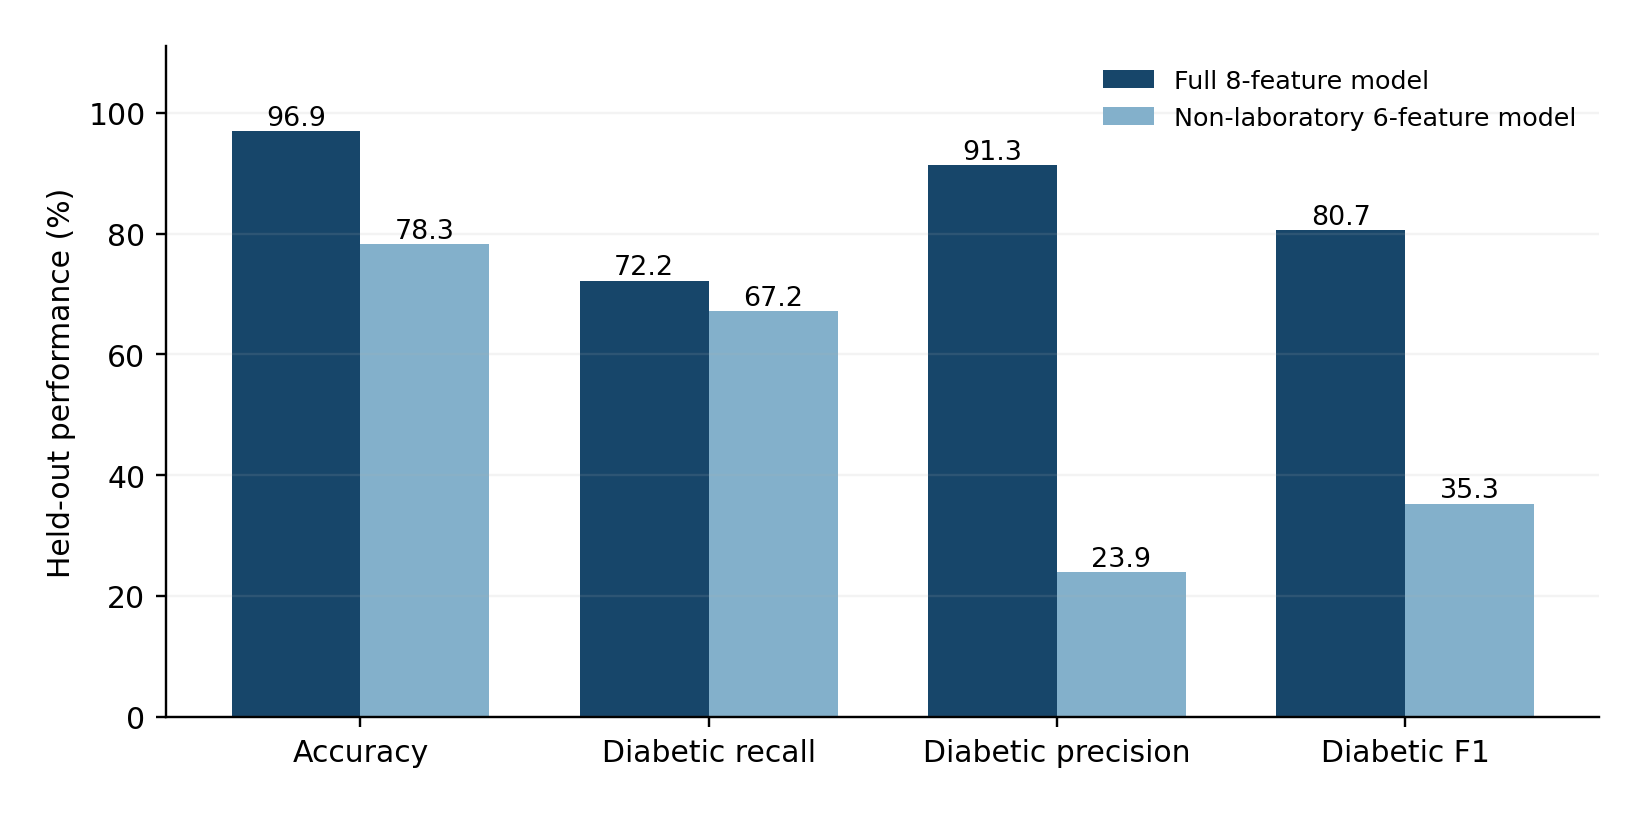 Full 8-feature model
Non-laboratory 6-feature model
Held-out performance (%)
100
80
60
40
20
0
96.9
78.3
72.2
67.2
91.3
23.9
80.7
35.3
Accuracy
Diabetic recall
Diabetic precision
Diabetic F1